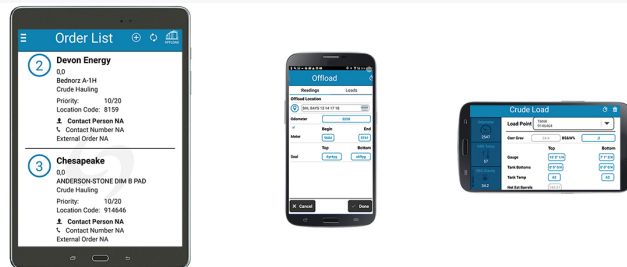 Order List
OFFLOAD
2
Devon Energy
0,0
Bednorz A-1H
Crude Hauling
Priority: 10/20
Location Code: 8159
Contact Person NA
Contact Number NA
External Order NA
3
Chesapeake
0,0
ANDERSON-STONE DIM B PAD
Crude Hauling
Priority: 10/20
Location Code: 914646
Contact Person NA
Contact Number NA
External Order NA
Offload
Readings Loads
Offload Location
Odometer
Begin End
Meter
Top Bottom
Seal
Cancel Done
Crude Load
Load Point TANK
Corr Grav BS&W%
Top Bottom
Gauge
Tank Bottoms
Tank Temp
Net Est Barrels